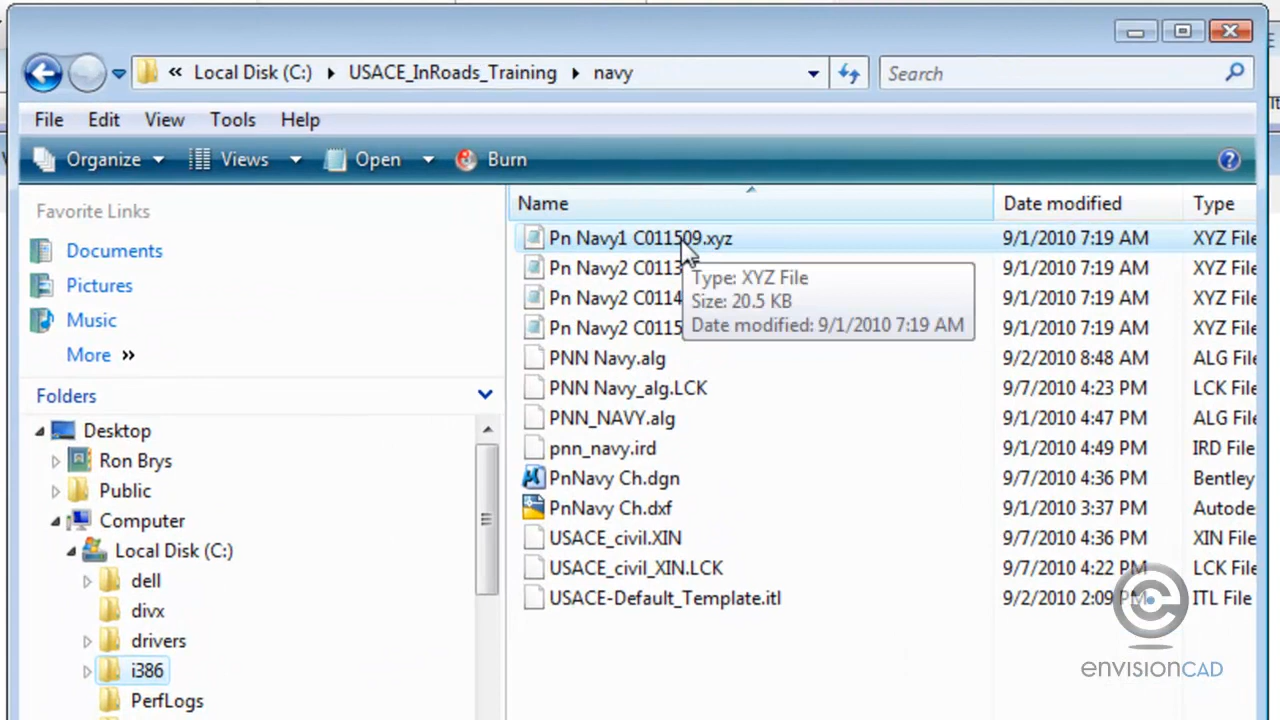 « Local Disk (C:) USACE_InRoads_Training navy Search
File Edit View Tools Help
Organize Views Open Burn
Favorite Links
Documents
Pictures
Music
More »
Folders
Desktop
Ron Brys
Public
Computer
Local Disk (C:)
dell
divx
drivers
i386
PerfLogs
Name Date modified Type
Pn Navy1 C011509.xyz 9/1/2010 7:19 AM XYZ File
Pn Navy2 C0113 9/1/2010 7:19 AM XYZ File
Pn Navy2 C0114 9/1/2010 7:19 AM XYZ File
Pn Navy2 C0115 9/1/2010 7:19 AM XYZ File
Type: XYZ File
Size: 20.5 KB
Date modified: 9/1/2010 7:19 AM
PNN Navy.alg 9/2/2010 8:48 AM ALG File
PNN Navy_alg.LCK 9/7/2010 4:23 PM LCK File
PNN_NAVY.alg 9/1/2010 4:47 PM ALG File
pnn_navy.ird 9/1/2010 4:49 PM IRD File
PnNavy Ch.dgn 9/7/2010 4:36 PM Bentley
PnNavy Ch.dxf 9/1/2010 3:37 PM Autode
USACE_civil.XIN 9/7/2010 4:36 PM XIN File
USACE_civil_XIN.LCK 9/7/2010 4:22 PM LCK File
USACE-Default_Template.itl 9/2/2010 2:09 PM ITL File
envisionCAD